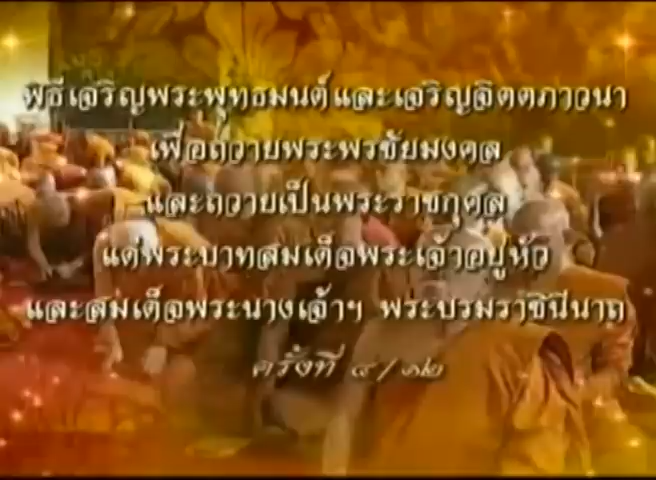 พิธีเจริญพระพุทธมนต์และเจริญจิตตภาวนา
เพื่อถวายพระพรชัยมงคล
และถวายเป็นพระราชกุศล
แด่พระบาทสมเด็จพระเจ้าอยู่หัว
และสมเด็จพระนางเจ้าฯ พระบรมราชินีนาถ
ครั้งที่ ๔/๓๒